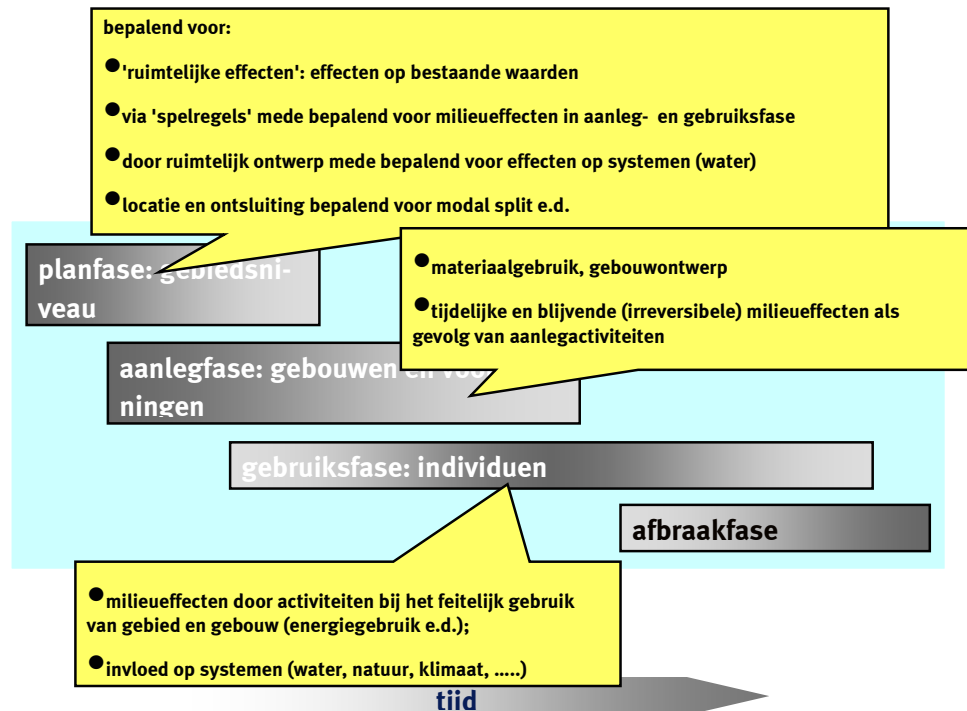 bepalend voor:
●'ruimtelijke effecten': effecten op bestaande waarden
●via 'spelregels' mede bepalend voor milieueffecten in aanleg- en gebruiksfase
●door ruimtelijk ontwerp mede bepalend voor effecten op systemen (water)
●locatie en ontsluiting bepalend voor modal split e.d.
planfase: gebiedsni-
veau
●materiaalgebruik, gebouwontwerp
●tijdelijke en blijvende (irreversibele) milieueffecten als
gevolg van aanlegactiviteiten
aanlegfase: gebouwen en
ningen
gebruiksfase: individuen
afbraakfase
●milieueffecten door activiteiten bij het feitelijk gebruik
van gebied en gebouw (energiegebruik e.d.);
●invloed op systemen (water, natuur, klimaat, .....)
tijd